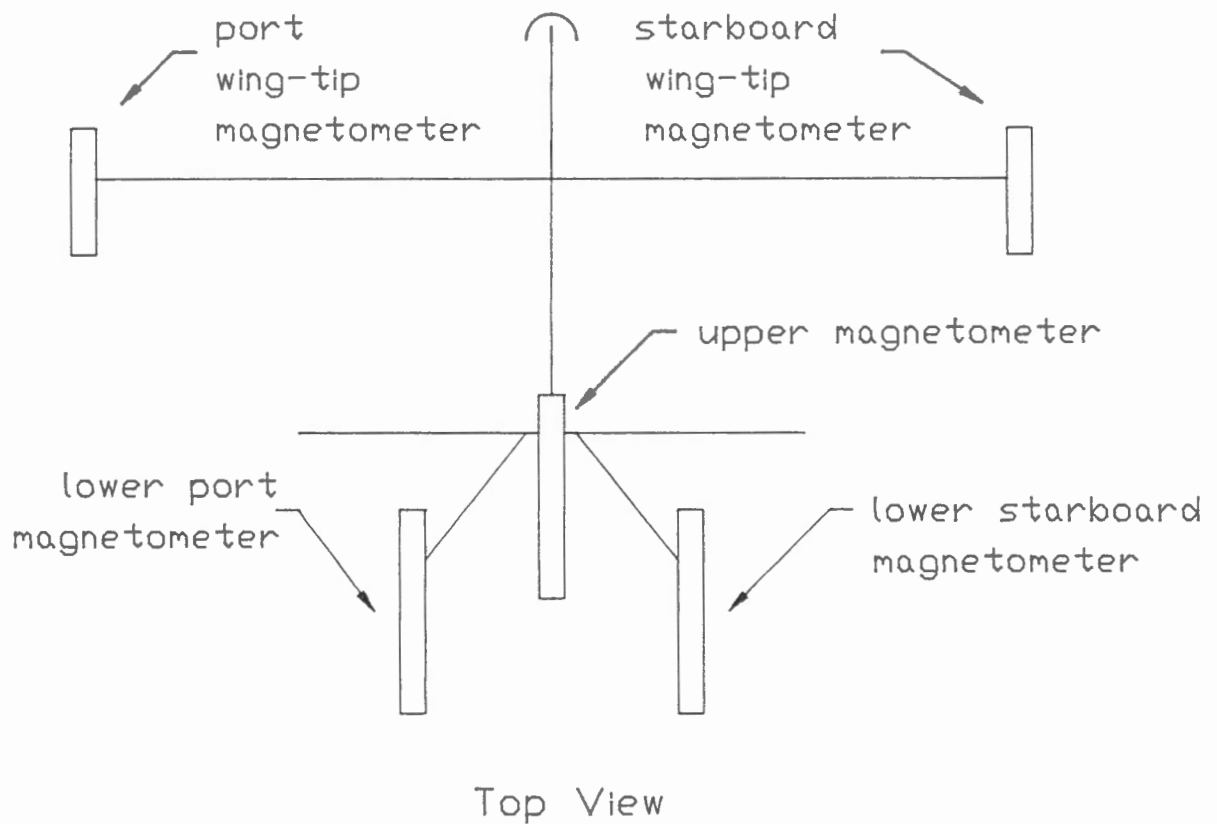 port
wing-tip
magnetometer
starboard
wing-tip
magnetometer
upper magnetometer
lower port
magnetometer
lower starboard
magnetometer
Top View